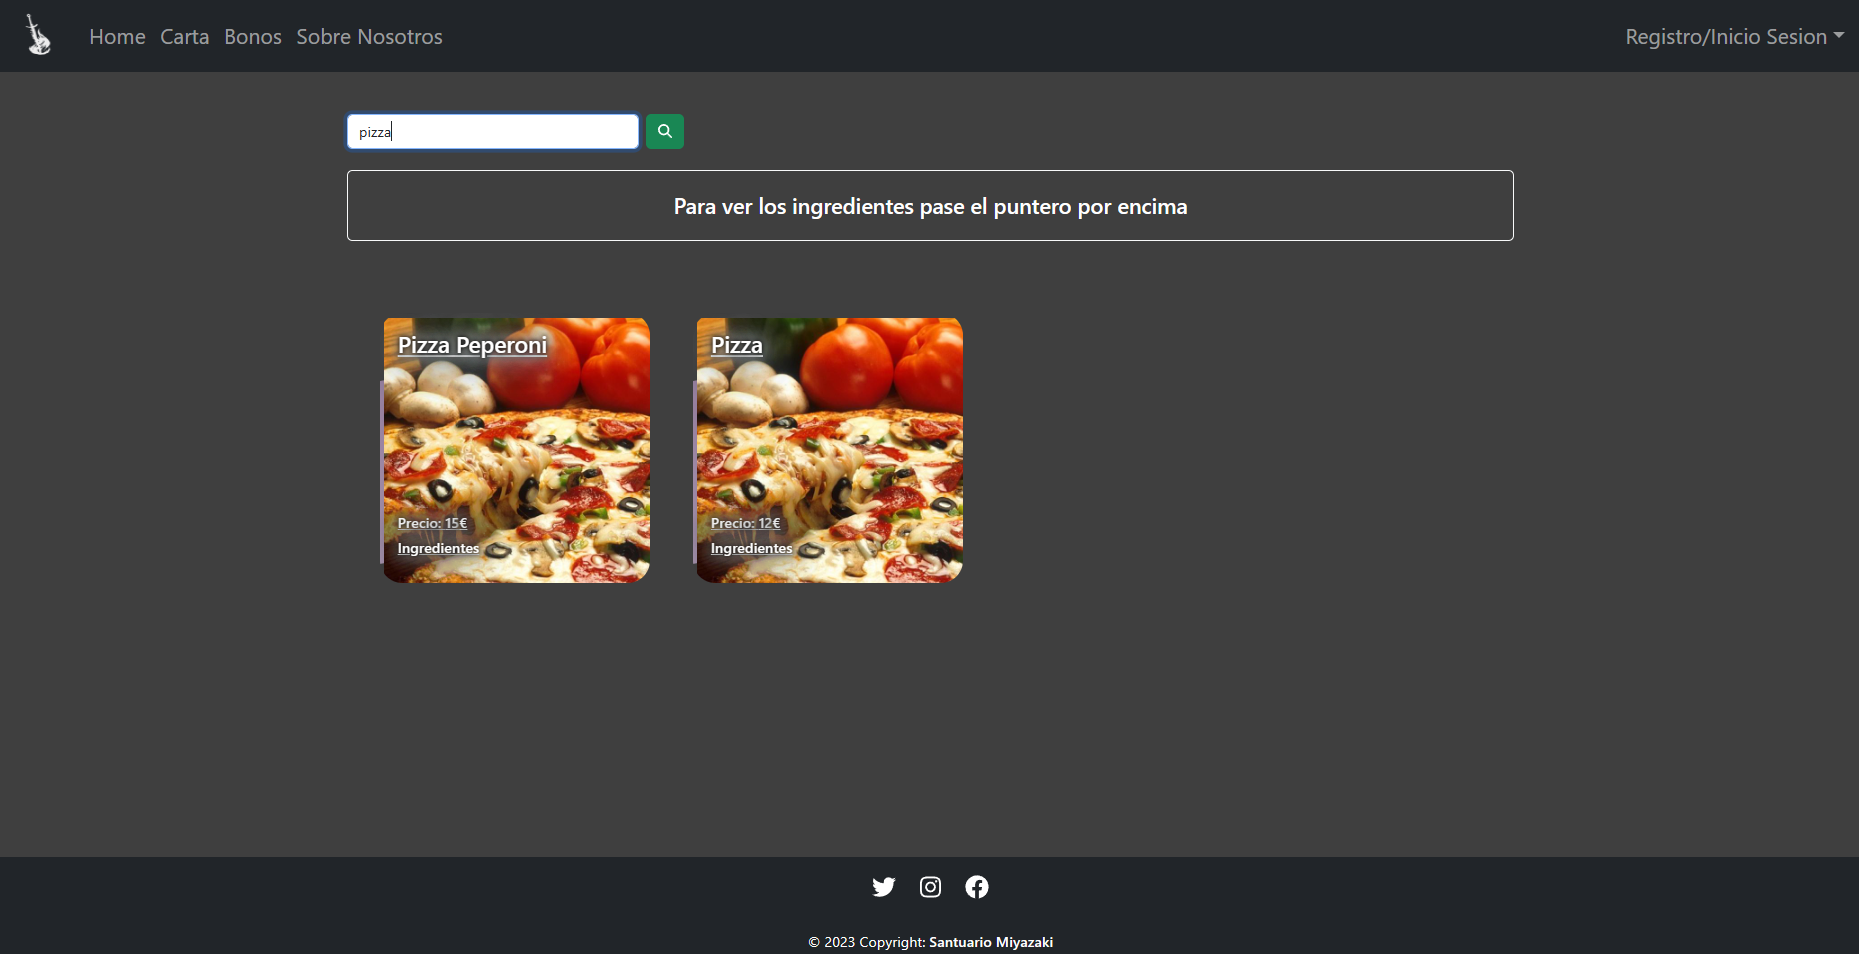 Home Carta Bonos Sobre Nosotros Registro/Inicio Sesion
pizza
Para ver los ingredientes pase el puntero por encima
Pizza Peperoni
Precio: 15€
Ingredientes
Pizza
Precio: 12€
Ingredientes
© 2023 Copyright: Santuario Miyazaki